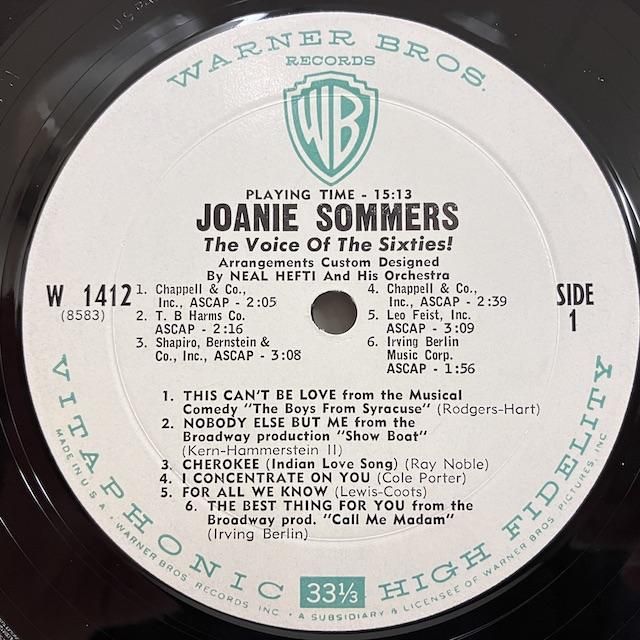 WARNER BROS.
RECORDS
WB
PLAYING TIME - 15:13
JOANIE SOMMERS
The Voice Of The Sixties!
Arrangements Custom Designed
By NEAL HEFTI And His Orchestra
W 1412
(8583)
SIDE
1
1. Chappell & Co.,
Inc., ASCAP - 2:05
2. T. B Harms Co.
ASCAP - 2:16
3. Shapiro, Bernstein &
Co., Inc., ASCAP - 3:08
4. Chappell & Co.,
Inc., ASCAP - 2:39
5. Leo Feist, Inc.
ASCAP - 3:09
6. Irving Berlin
Music Corp.
ASCAP - 1:56
1. THIS CAN'T BE LOVE from the Musical
Comedy "The Boys From Syracuse" (Rodgers-Hart)
2. NOBODY ELSE BUT ME from the
Broadway production "Show Boat"
(Kern-Hammerstein II)
3. CHEROKEE (Indian Love Song) (Ray Noble)
4. I CONCENTRATE ON YOU (Cole Porter)
5. FOR ALL WE KNOW (Lewis-Coots)
6. THE BEST THING FOR YOU from the
Broadway prod. "Call Me Madam"
(Irving Berlin)
VITAPHONIC 33⅓ HIGH FIDELITY
MADE IN U.S.A. • WARNER BROS. RECORDS INC. • A SUBSIDIARY & LICENSEE OF WARNER BROS. PICTURES, INC.